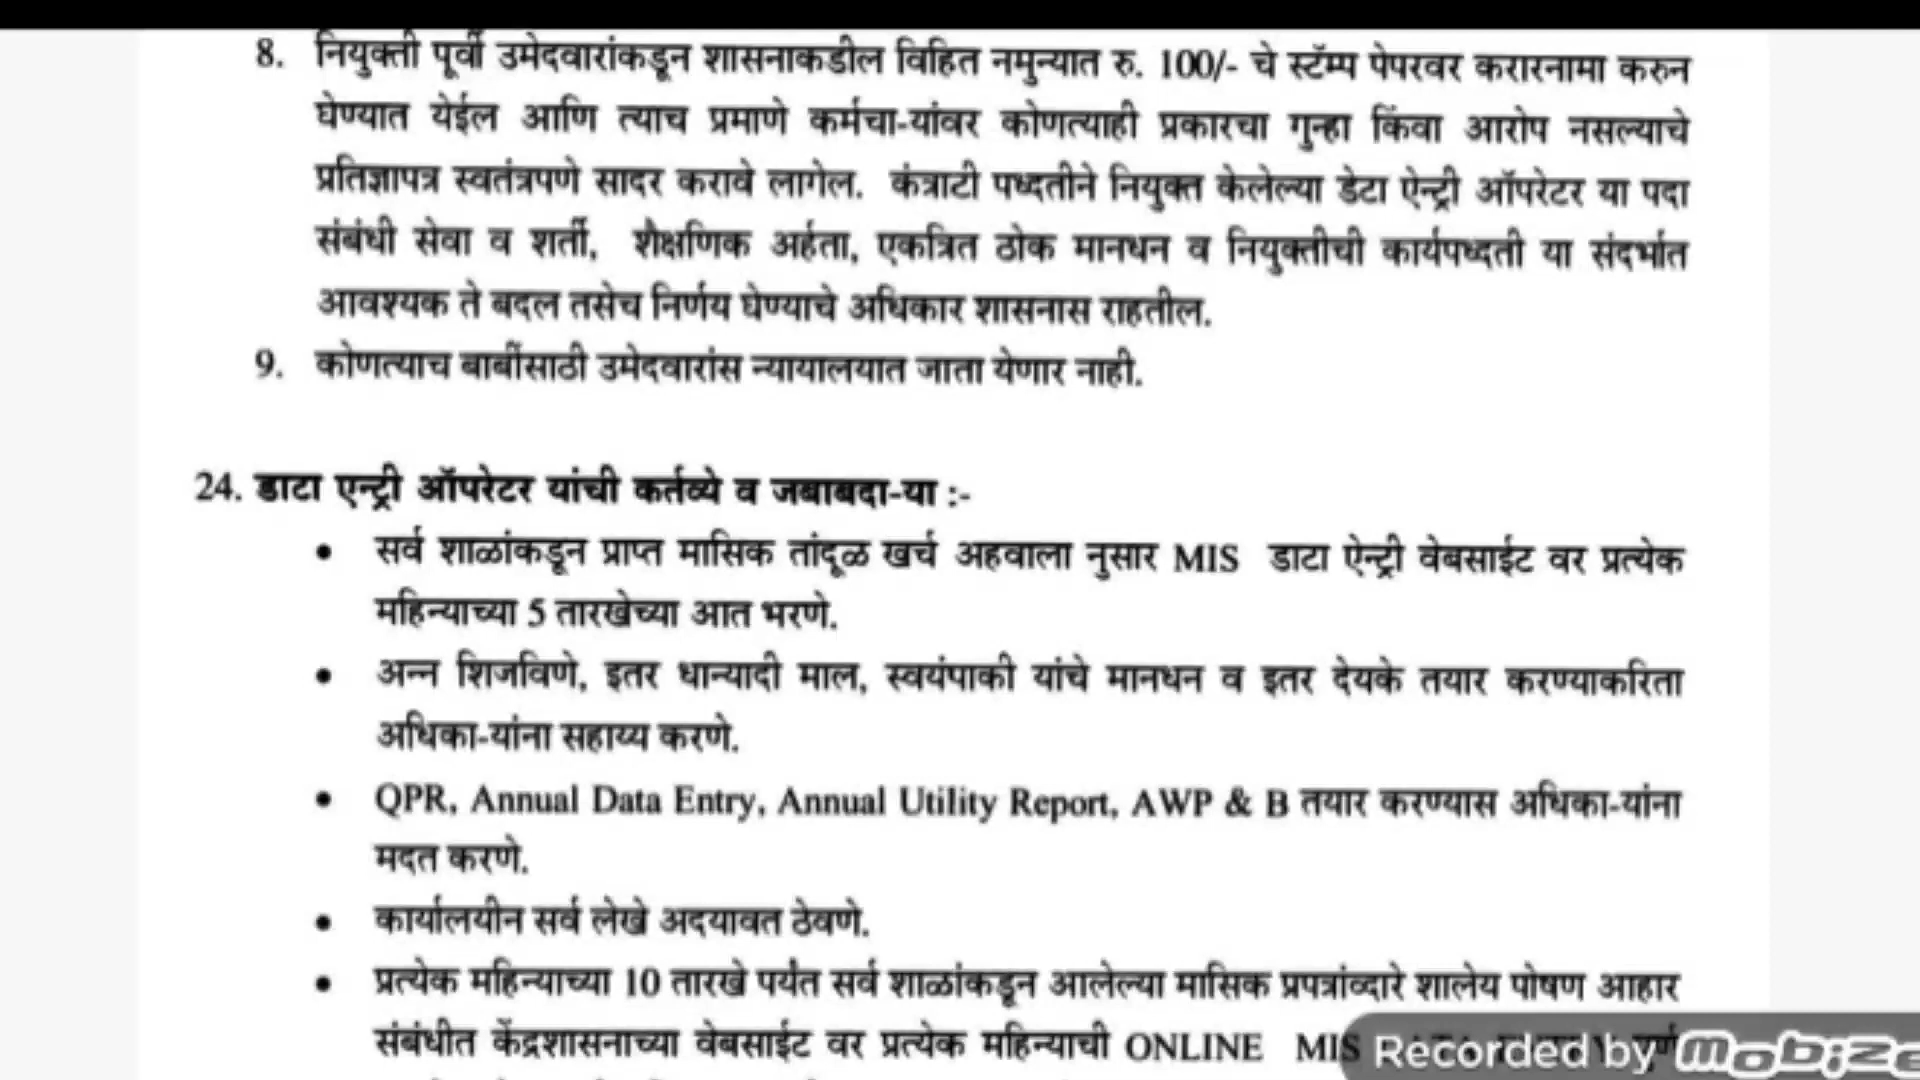 8. नियुक्ती पूर्वी उमेदवारांकडून शासनाकडील विहित नमुन्यात रु. 100/- चे स्टॅम्प पेपरवर करारनामा करुन
घेण्यात येईल आणि त्याच प्रमाणे कर्मचा-यांवर कोणत्याही प्रकारचा गुन्हा किंवा आरोप नसल्याचे
प्रतिज्ञापत्र स्वतंत्रपणे सादर करावे लागेल. कंत्राटी पध्दतीने नियुक्त केलेल्या डेटा ऐन्ट्री ऑपरेटर या पदा
संबंधी सेवा व शर्ती, शैक्षणिक अर्हता, एकत्रित ठोक मानधन व नियुक्तीची कार्यपध्दती या संदर्भात
आवश्यक ते बदल तसेच निर्णय घेण्याचे अधिकार शासनास राहतील.
9. कोणत्याच बाबींसाठी उमेदवारांस न्यायालयात जाता येणार नाही.
24. डाटा एन्ट्री ऑपरेटर यांची कर्तव्ये व जबाबदा-या :-
• सर्व शाळांकडून प्राप्त मासिक तांदूळ खर्च अहवाला नुसार MIS डाटा ऐन्ट्री वेबसाईट वर प्रत्येक
महिन्याच्या 5 तारखेच्या आत भरणे.
• अन्न शिजविणे, इतर धान्यादी माल, स्वयंपाकी यांचे मानधन व इतर देयके तयार करण्याकरिता
अधिका-यांना सहाय्य करणे.
• QPR, Annual Data Entry, Annual Utility Report, AWP & B तयार करण्यास अधिका-यांना
मदत करणे.
• कार्यालयीन सर्व लेखे अदयावत ठेवणे.
• प्रत्येक महिन्याच्या 10 तारखे पर्यंत सर्व शाळांकडून आलेल्या मासिक प्रपत्रांव्दारे शालेय पोषण आहार
संबंधीत केंद्रशासनाच्या वेबसाईट वर प्रत्येक महिन्याची ONLINE MIS
Recorded by